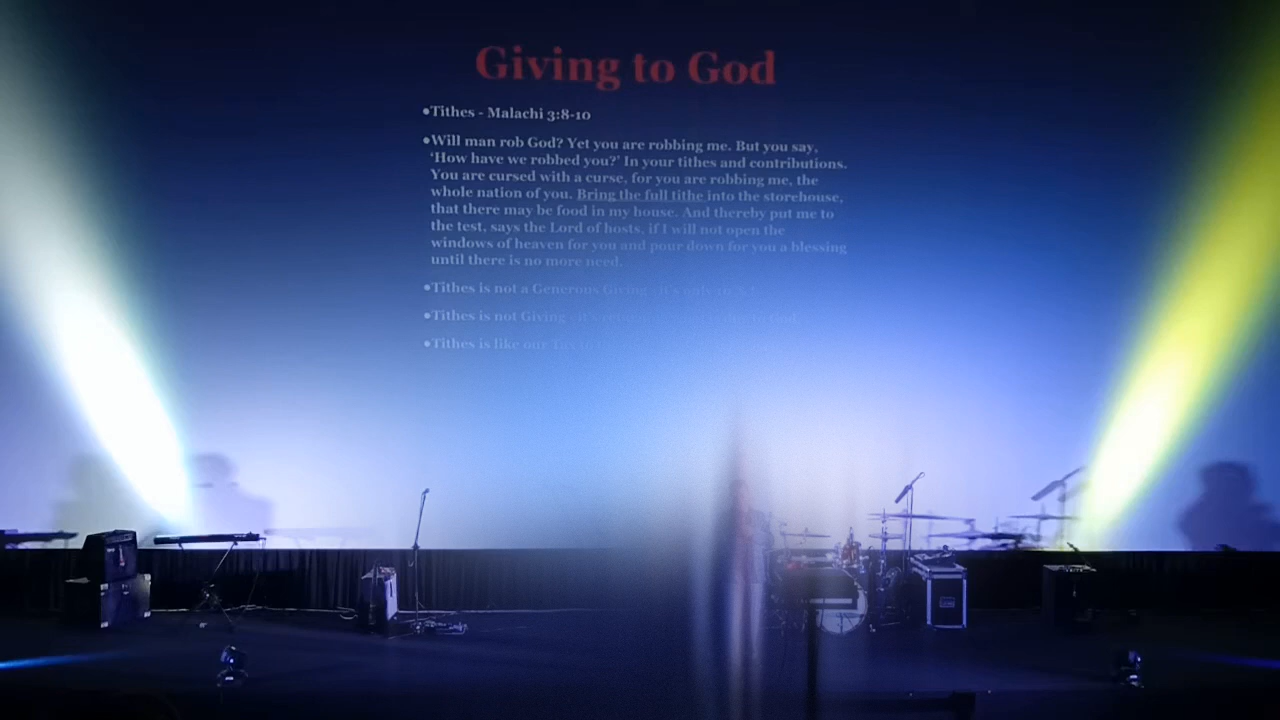 Giving to God
•Tithes - Malachi 3:8-10
•Will man rob God? Yet you are robbing me. But you say,
‘How have we robbed you?’ In your tithes and contributions.
You are cursed with a curse, for you are robbing me, the
whole nation of you. Bring the full tithe into the storehouse,
that there may be food in my house. And thereby put me to
the test, says the Lord of hosts, if I will not open the
windows of heaven for you and pour down for you a blessing
until there is no more need.
•Tithes is not a Generous Giving
•Tithes is not Giving
•Tithes is like our